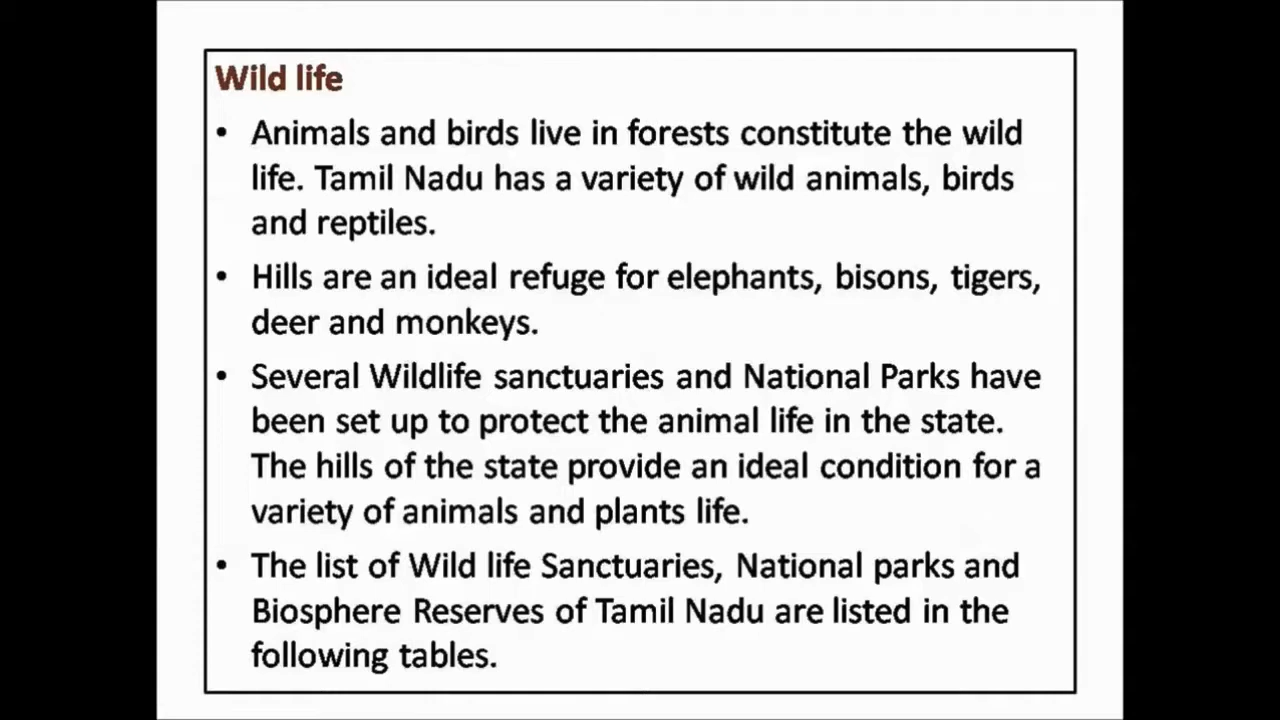 Wild life
• Animals and birds live in forests constitute the wild
life. Tamil Nadu has a variety of wild animals, birds
and reptiles.
• Hills are an ideal refuge for elephants, bisons, tigers,
deer and monkeys.
• Several Wildlife sanctuaries and National Parks have
been set up to protect the animal life in the state.
The hills of the state provide an ideal condition for a
variety of animals and plants life.
• The list of Wild life Sanctuaries, National parks and
Biosphere Reserves of Tamil Nadu are listed in the
following tables.